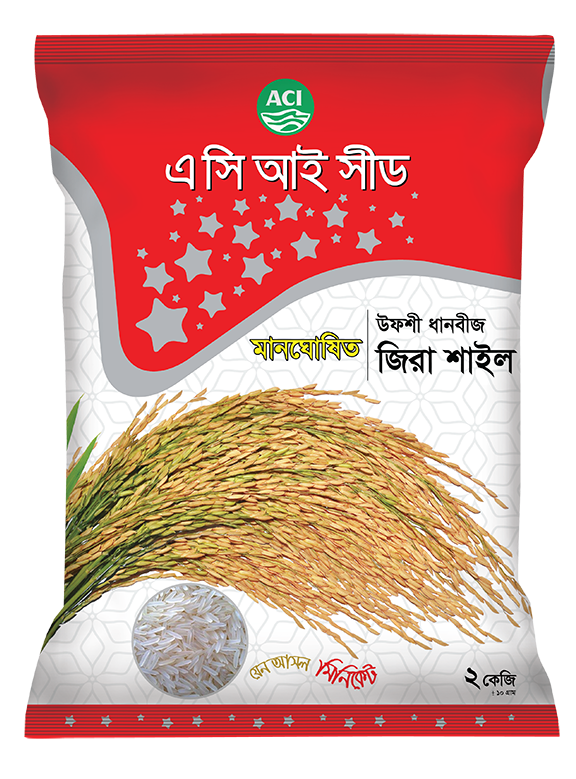 ACI
এ সি আই সীড
উফশী ধানবীজ
মানঘোষিত
জিরা শাইল
যেন আসল মিনিকেট
২ কেজি
± ১০ গ্রাম